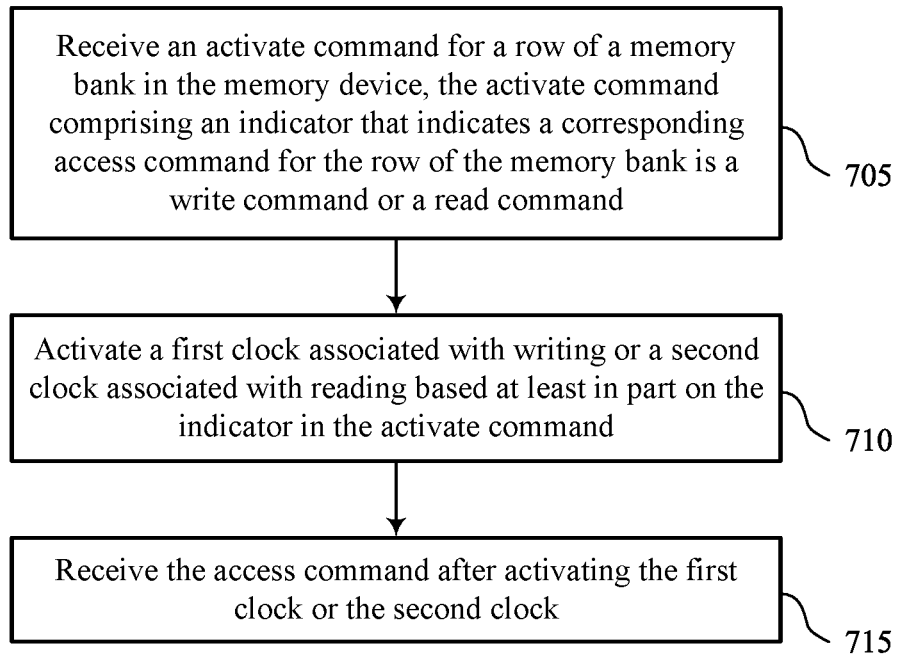 Receive an activate command for a row of a memory
bank in the memory device, the activate command
comprising an indicator that indicates a corresponding
access command for the row of the memory bank is a
write command or a read command
705
Activate a first clock associated with writing or a second
clock associated with reading based at least in part on the
indicator in the activate command
710
Receive the access command after activating the first
clock or the second clock
715